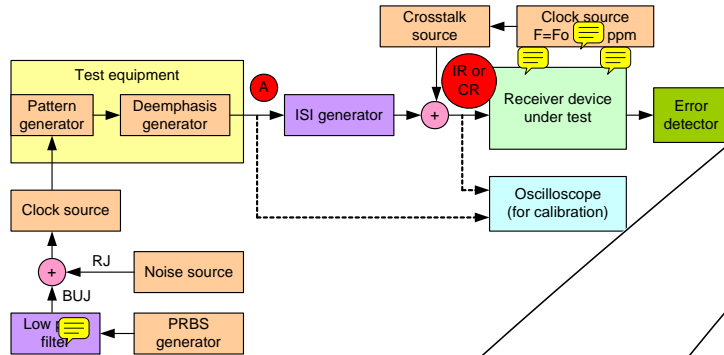 Crosstalk
source
Clock source
F=Fo ppm
Test equipment
Pattern
generator
Deemphasis
generator
A
ISI generator
+
IR or
CR
Receiver device
under test
Error
detector
Clock source
Oscilloscope
(for calibration)
+
RJ
Noise source
BUJ
Low
filter
PRBS
generator